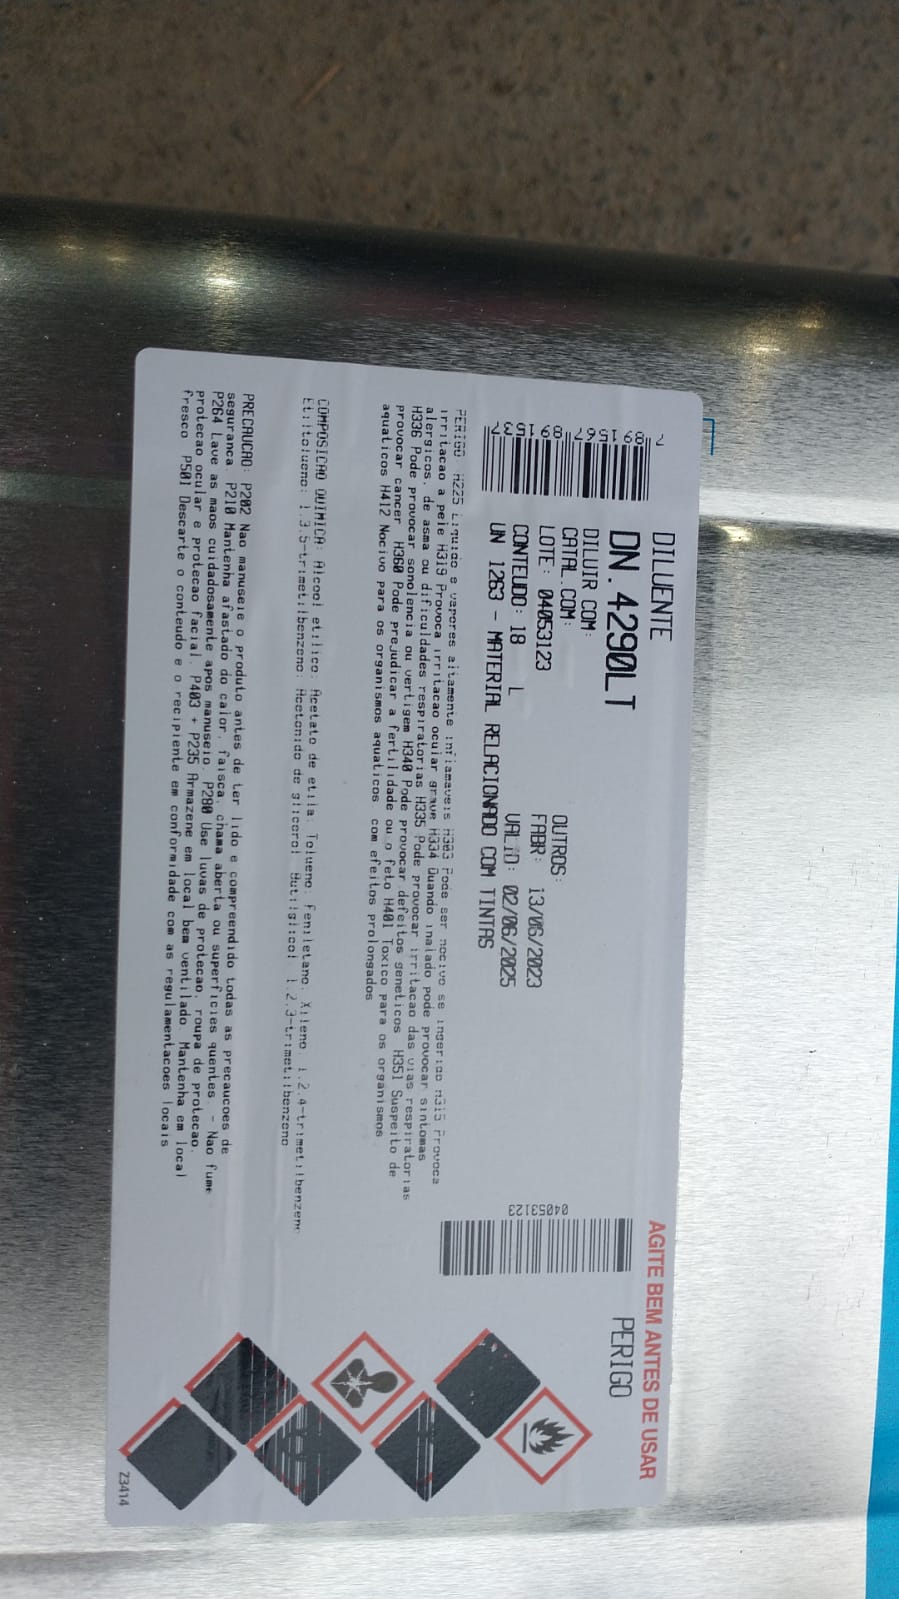 DILUENTE
AGITE BEM ANTES DE USAR
DN.4290LT
PERIGO
7 891567 891537
DILUIR COM:
CATAL.COM:
OUTROS:
LOTE: 04053123
FABR: 13/06/2023
CONTEUDO: 18 L
VALID: 02/06/2025
UN 1263 - MATERIAL RELACIONADO COM TINTAS
04053123
PERIGO H225 Liquido e vapores altamente inflamaveis H303 Pode ser nocivo se ingerido H315 Provoca
irritacao a pele H319 Provoca irritacao ocular grave H334 Quando inalado pode provocar sintomas
alergicos, de asma ou dificuldades respiratorias H335 Pode provocar irritacao das vias respiratorias
H336 Pode provocar sonolencia ou vertigem H340 Pode provocar defeitos geneticos H351 Suspeito de
provocar cancer H360 Pode prejudicar a fertilidade ou o feto H401 Toxico para os organismos
aquaticos H412 Nocivo para os organismos aquaticos com efeitos prolongados
COMPOSICAO QUIMICA: Alcool etilico; Acetato de etila; Tolueno; Feniletano; Xileno; 1,2,4-trimetilbenzeno
Etiltolueno; 1,3,5-trimetilbenzeno; Acetonido de glicerol Butilglicol 1,2,3-trimetilbenzeno
PRECAUCAO: P202 Nao manuseie o produto antes de ter lido e compreendido todas as precaucoes de
seguranca. P210 Mantenha afastado do calor, faisca, chama aberta ou superficies quentes. - Nao fume
P264 Lave as maos cuidadosamente apos manuseio. P280 Use luvas de protecao, roupa de protecao,
protecao ocular e protecao facial. P403 + P235 Armazene em local bem ventilado. Mantenha em local
fresco P501 Descarte o conteudo e o recipiente em conformidade com as regulamentacoes locais
Z3414